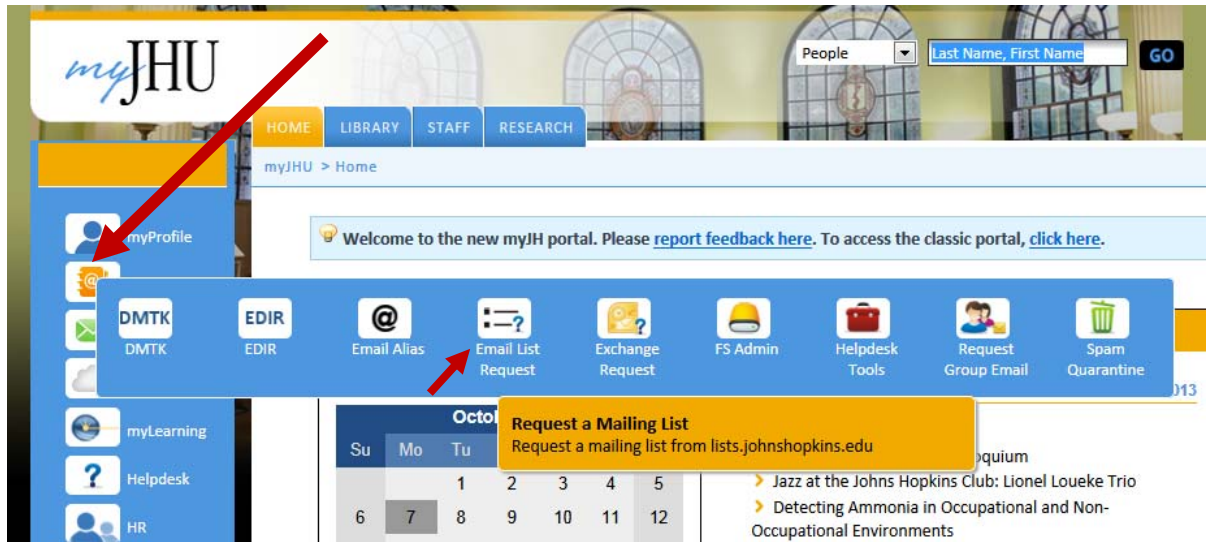 myJHU
People
Last Name, First Name
GO
HOME LIBRARY STAFF RESEARCH
myJHU > Home
myProfile
Welcome to the new myJH portal. Please report feedback here. To access the classic portal, click here.
DMTK
EDIR
@
?
?
DMTK
EDIR
Email Alias
Email List
Request
Exchange
Request
FS Admin
Helpdesk
Tools
Request
Group Email
Spam
Quarantine
myLearning
?
Helpdesk
HR
Su Mo Tu
1 2 3 4 5
6 7 8 9 10 11 12
Request a Mailing List
Request a mailing list from lists.johnshopkins.edu
2013
> Jazz at the Johns Hopkins Club: Lionel Loueke Trio
> Detecting Ammonia in Occupational and Non-
Occupational Environments